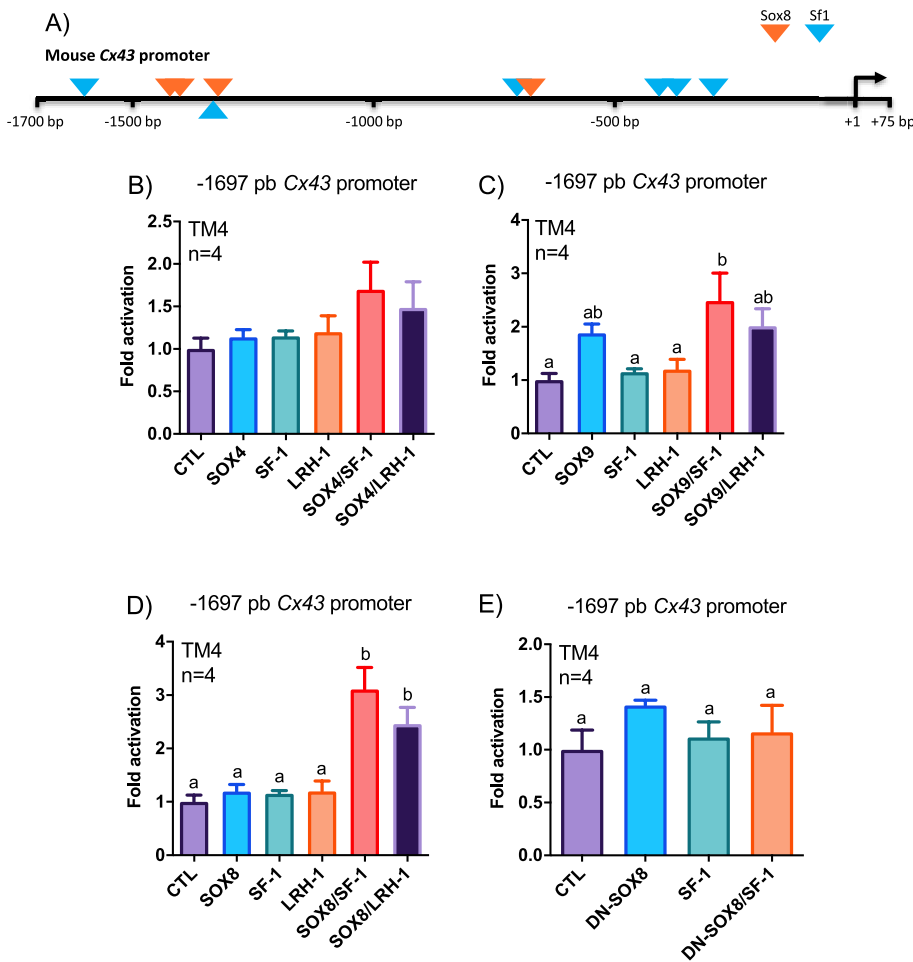 A)
Sox8 Sf1
Mouse Cx43 promoter
-1700 bp -1500 bp -1000 bp -500 bp +1 +75 bp
B)
-1697 pb Cx43 promoter
TM4
n=4
Fold activation
2.5
2.0
1.5
1.0
0.5
0.0
CTL
SOX4
SF-1
LRH-1
SOX4/SF-1
SOX4/LRH-1
C)
-1697 pb Cx43 promoter
TM4
n=4
Fold activation
4
3
2
1
0
a
ab
a
a
b
ab
CTL
SOX9
SF-1
LRH-1
SOX9/SF-1
SOX9/LRH-1
D)
-1697 pb Cx43 promoter
TM4
n=4
Fold activation
4
3
2
1
0
a
a
a
a
b
b
CTL
SOX8
SF-1
LRH-1
SOX8/SF-1
SOX8/LRH-1
E)
-1697 pb Cx43 promoter
TM4
n=4
Fold activation
2.0
1.5
1.0
0.5
0.0
a
a
a
a
CTL
DN-SOX8
SF-1
DN-SOX8/SF-1